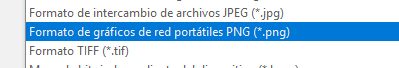 Formato de intercambio de archivos JPEG (*.jpg)
Formato de gráficos de red portátiles PNG (*.png)
Formato TIFF (*.tif)